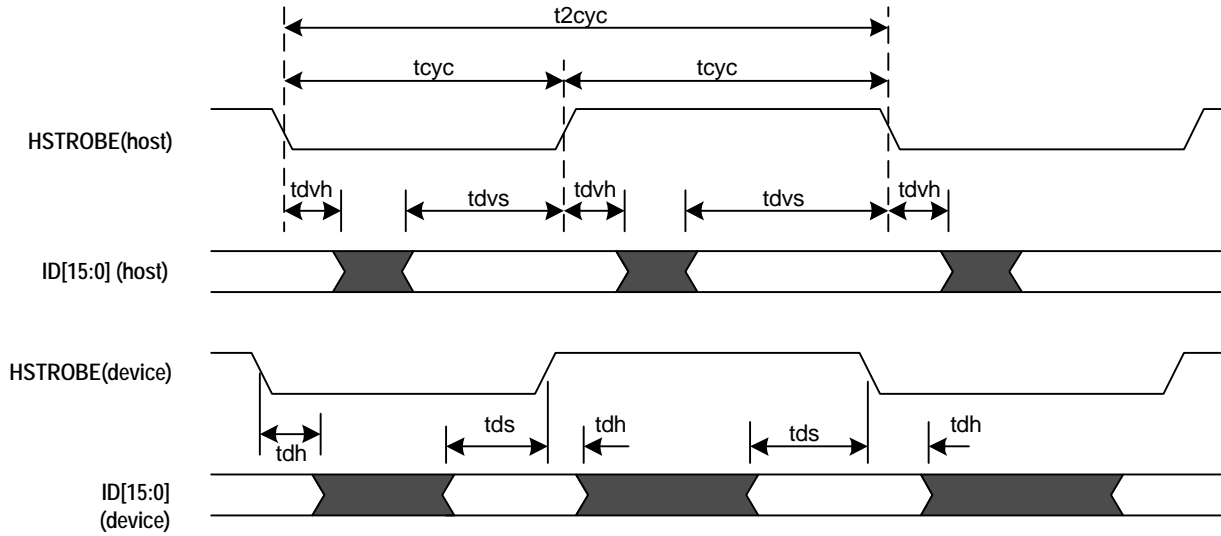 t2cyc
tcyc tcyc
HSTROBE(host)
tdvh tdvs tdvh tdvs tdvh
ID[15:0] (host)
HSTROBE(device)
tdh tds tdh tds tdh
ID[15:0]
(device)